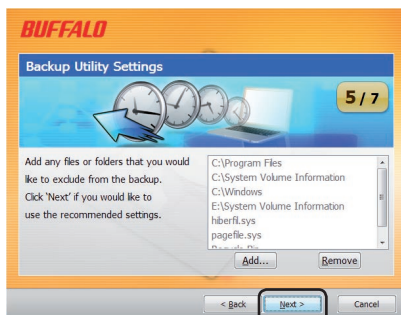 BUFFALO
Backup Utility Settings
5 / 7
Add any files or folders that you would
like to exclude from the backup.
Click 'Next' if you would like to
use the recommended settings.
C:\Program Files
C:\System Volume Information
C:\Windows
E:\System Volume Information
hiberfil.sys
pagefile.sys
Add...
Remove
< Back
Next >
Cancel